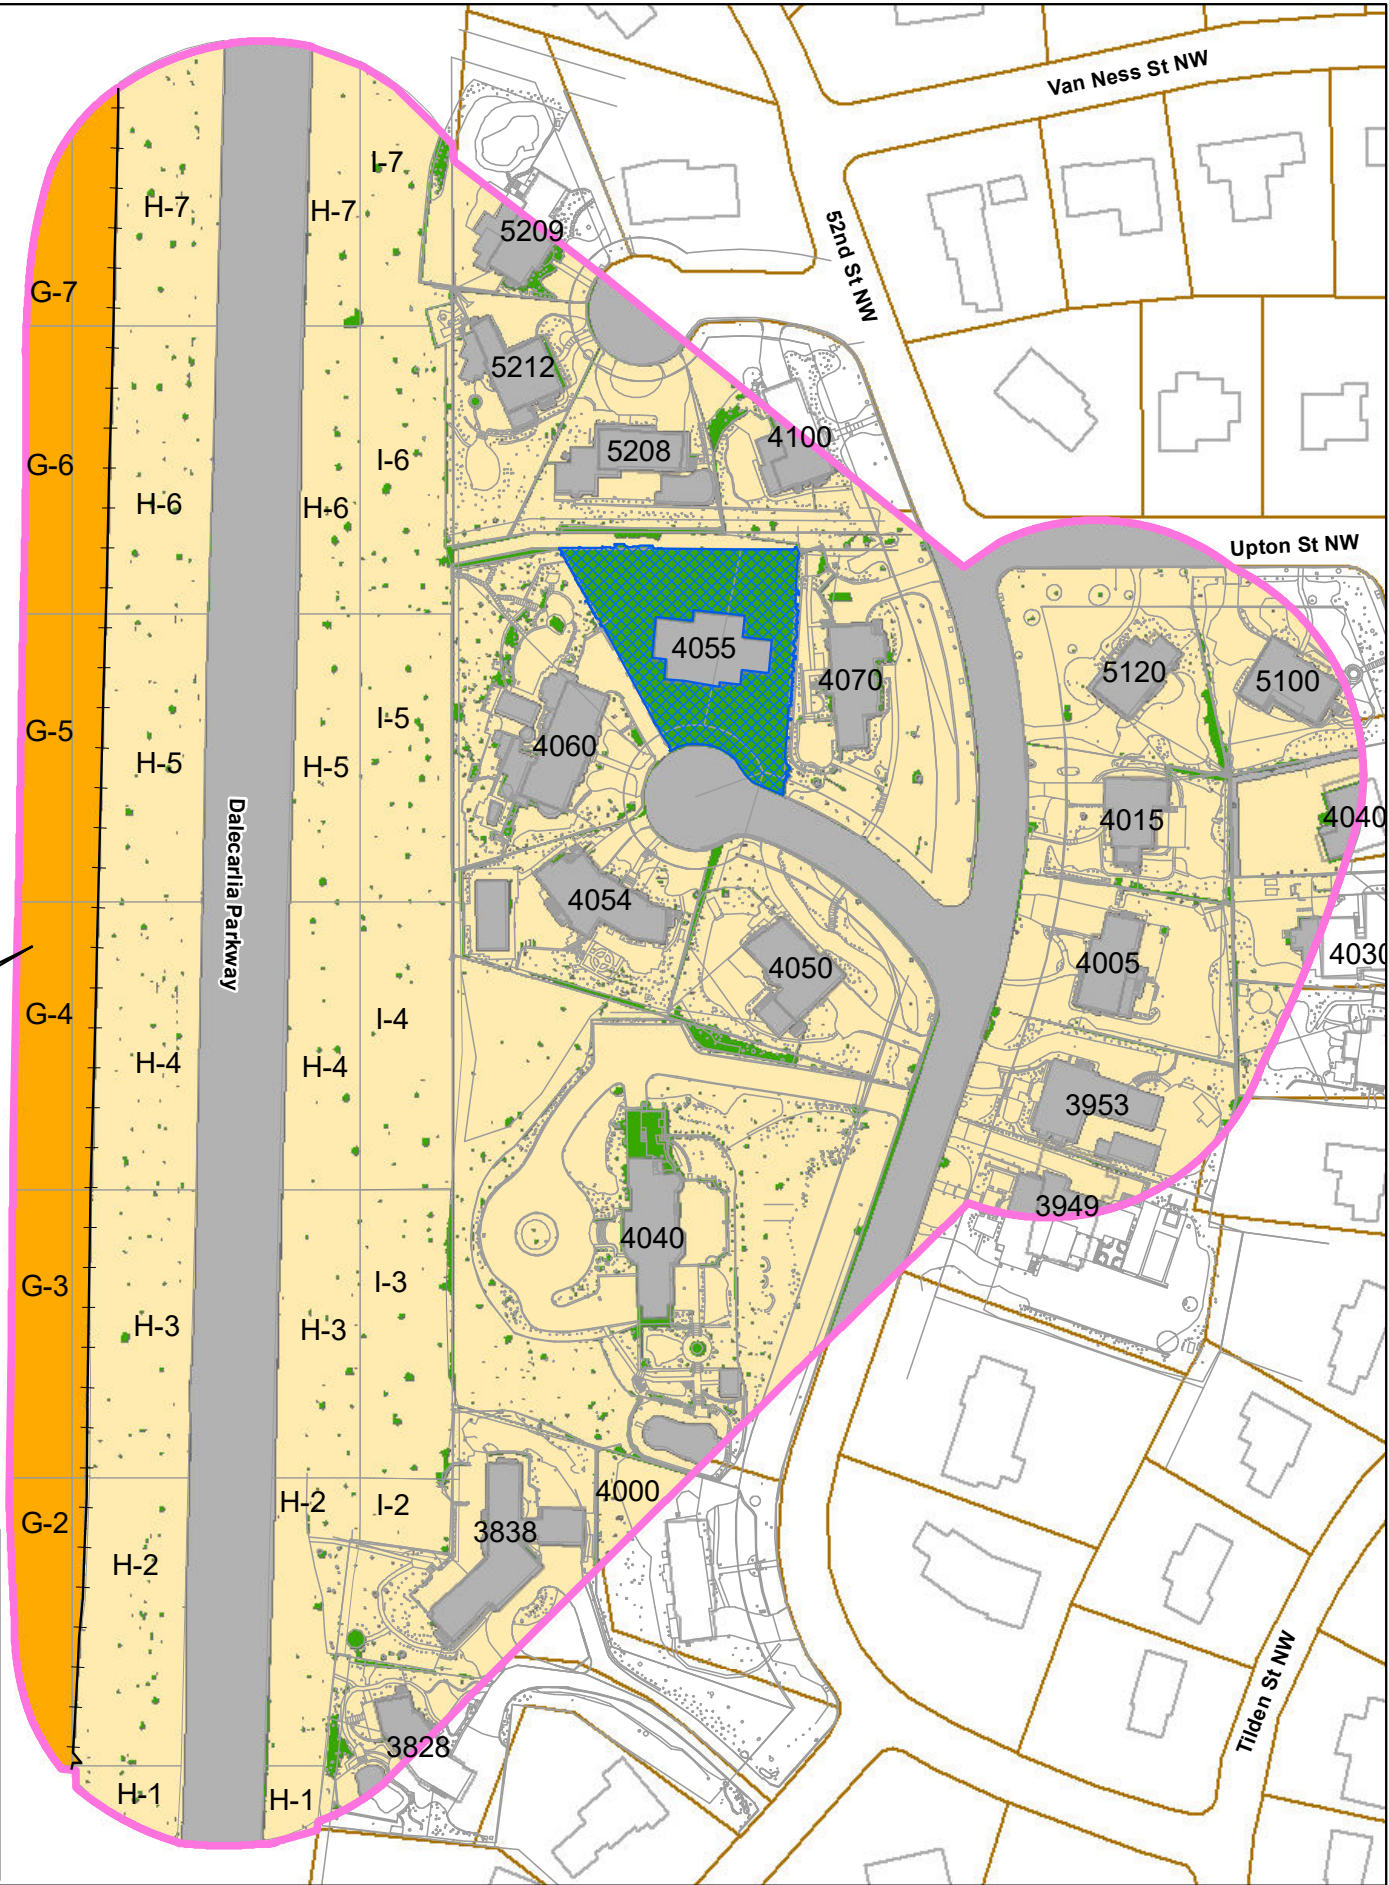 Van Ness St NW
I-7
H-7
H-7
5209
52nd St NW
G-7
5212
4100
5208
I-6
G-6
H-6
H-6
Upton St NW
4055
5120
5100
4070
I-5
G-5
4060
H-5
H-5
4015
4040
Dalecarlia Parkway
4054
4030
4005
4050
G-4
I-4
H-4
H-4
3953
3949
4040
I-3
G-3
H-3
H-3
4000
H-2
I-2
G-2
3838
H-2
Tilden St NW
3828
H-1
H-1